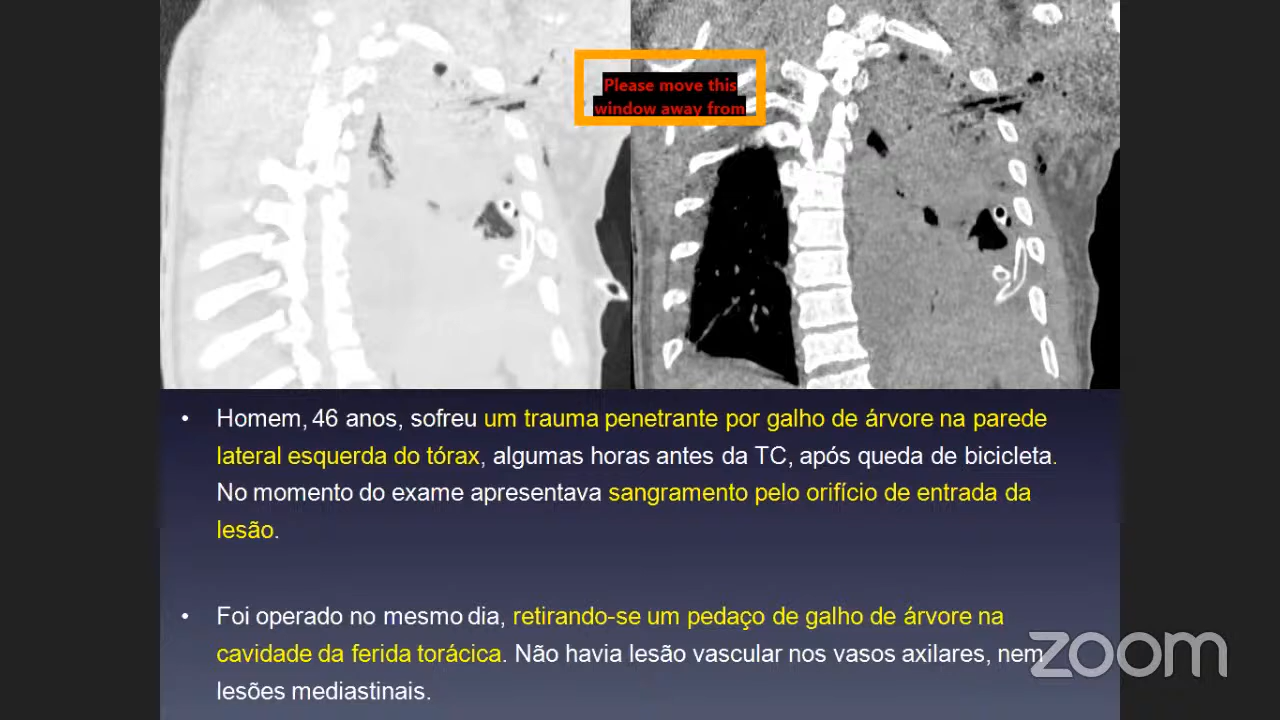 Please move this
window away from
• Homem, 46 anos, sofreu um trauma penetrante por galho de árvore na parede
lateral esquerda do tórax, algumas horas antes da TC, após queda de bicicleta.
No momento do exame apresentava sangramento pelo orifício de entrada da
lesão.
• Foi operado no mesmo dia, retirando-se um pedaço de galho de árvore na
cavidade da ferida torácica. Não havia lesão vascular nos vasos axilares, nem
lesões mediastinais.
zoom